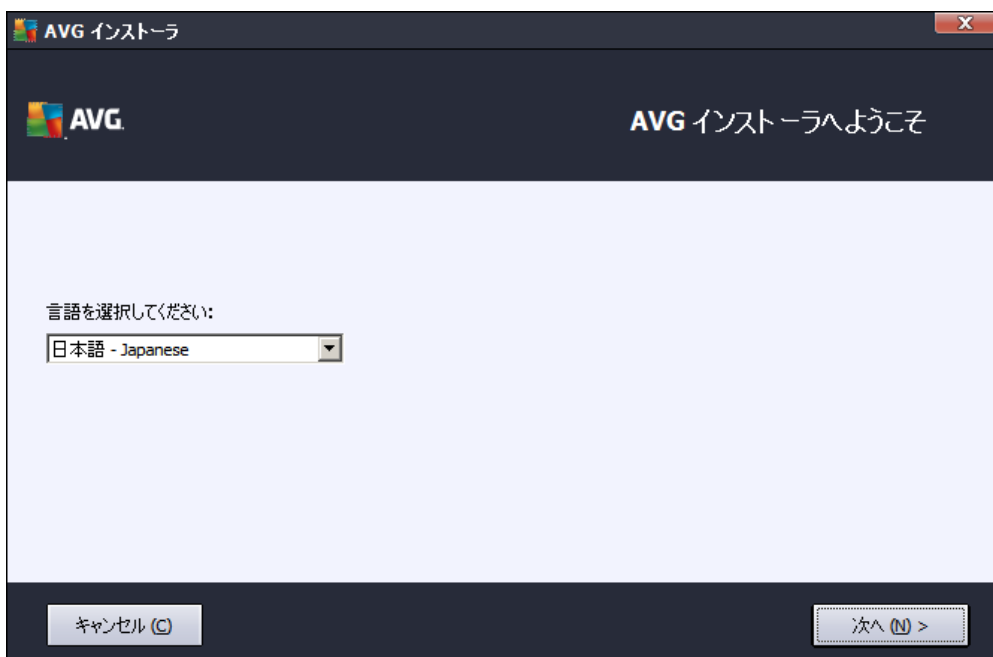 AVG インストーラ
X
AVG.
AVG インストーラへようこそ
言語を選択してください:
日本語 - Japanese
キャンセル (C)
次へ (N) >